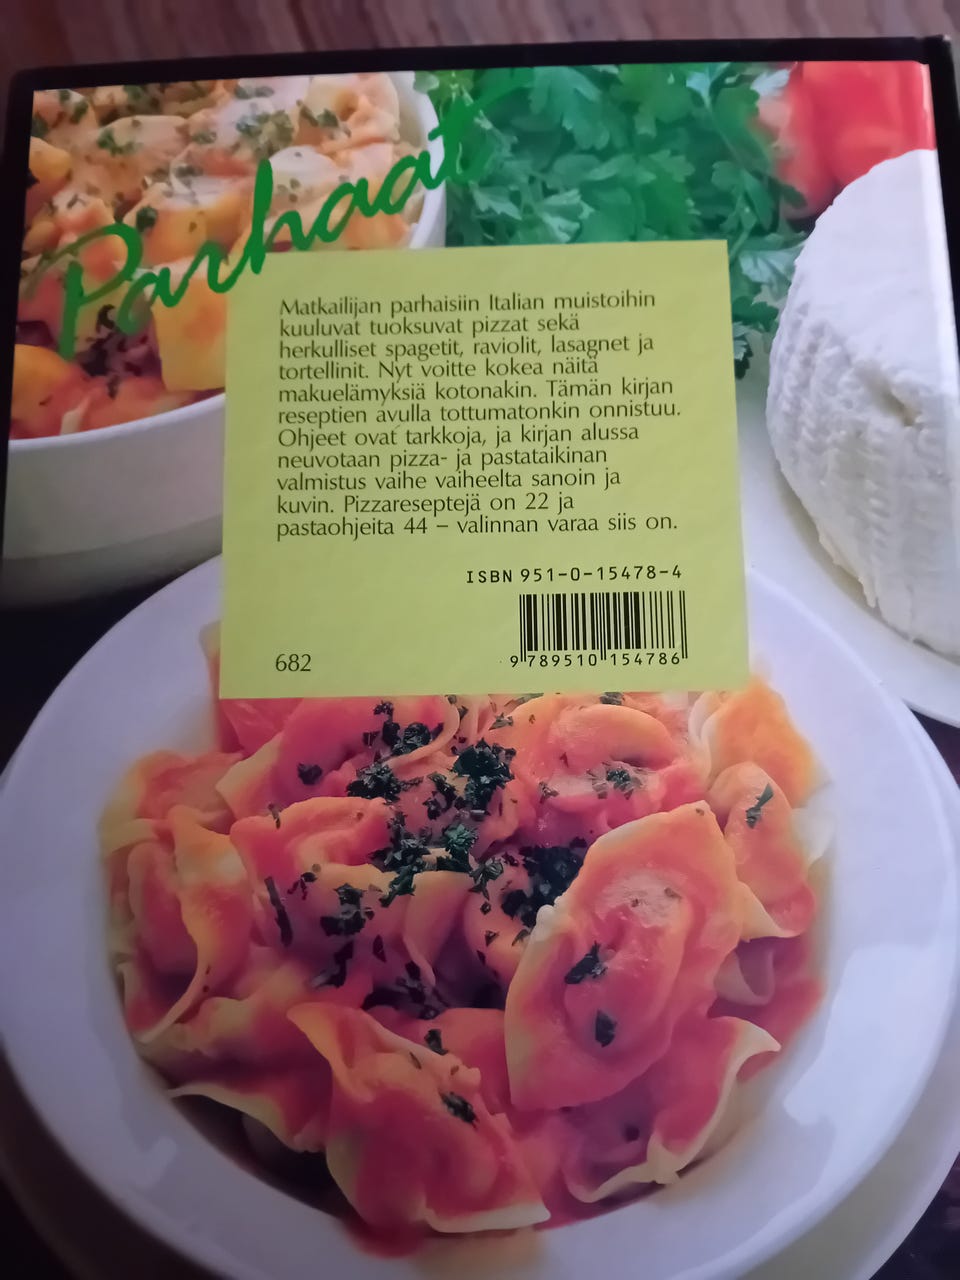 Parhaat
Matkailijan parhaisiin Italian muistoihin
kuuluvat tuoksuvat pizzat sekä
herkulliset spagetit, raviolit, lasagnet ja
tortellinit. Nyt voitte kokea näitä
makuelämyksiä kotonakin. Tämän kirjan
reseptien avulla tottumatonkin onnistuu.
Ohjeet ovat tarkkoja, ja kirjan alussa
neuvotaan pizza- ja pastataikinan
valmistus vaihe vaiheelta sanoin ja
kuvin. Pizzareseptejä on 22 ja
pastaohjeita 44 – valinnan varaa siis on.
ISBN 951-0-15478-4
682
9 789510 154786